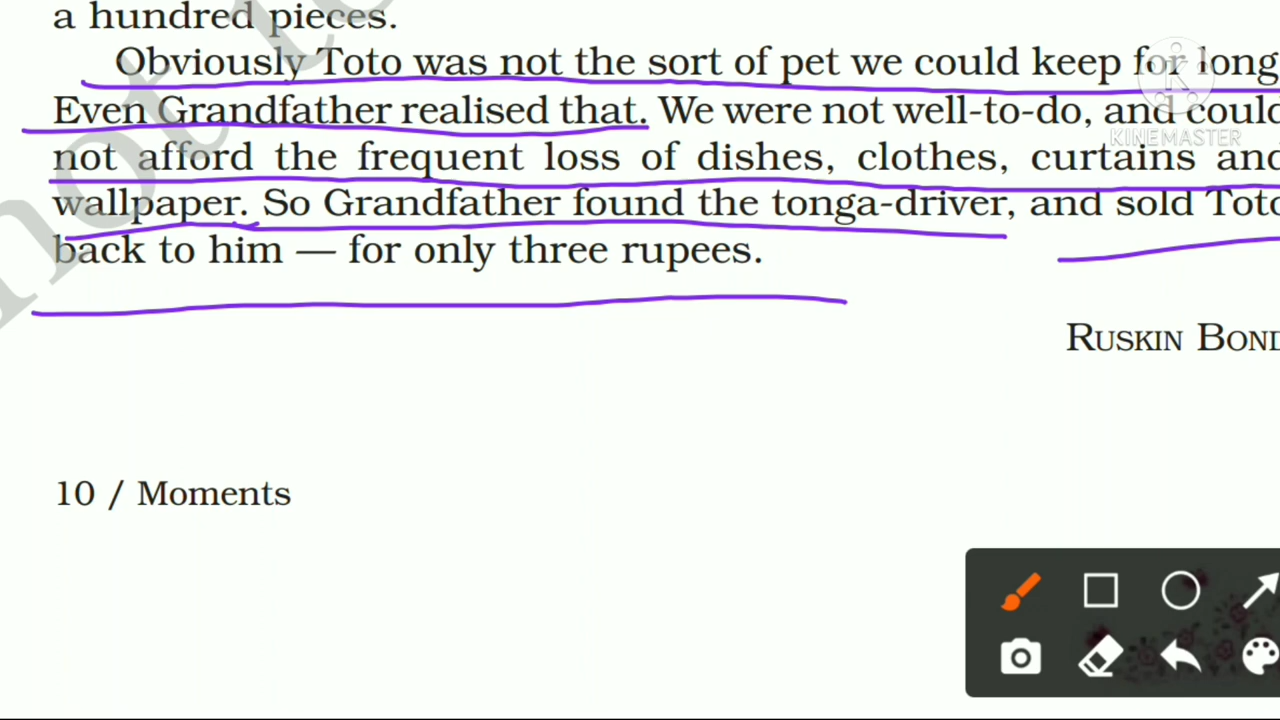 a hundred pieces.
Obviously Toto was not the sort of pet we could keep for long
Even Grandfather realised that. We were not well-to-do, and could
not afford the frequent loss of dishes, clothes, curtains and
wallpaper. So Grandfather found the tonga-driver, and sold Toto
back to him — for only three rupees.
RUSKIN BOND
10 / Moments
not
KINEMASTER